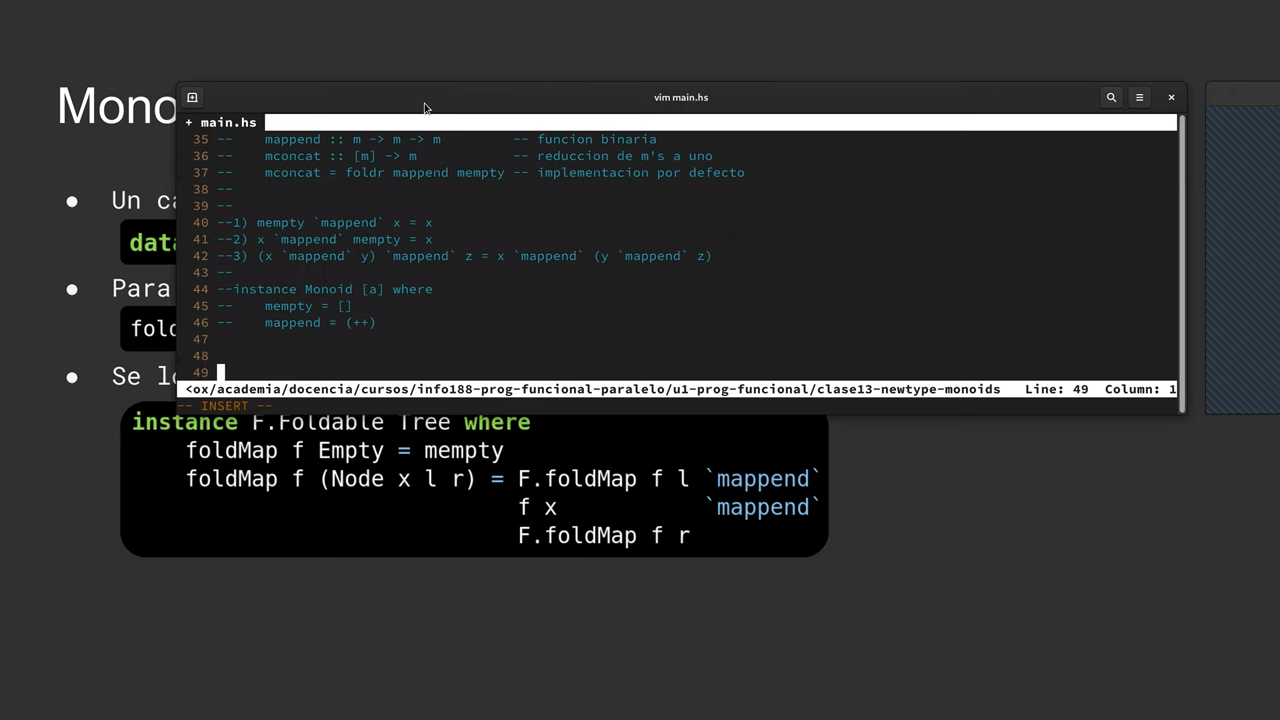 Mono
vim main.hs
+ main.hs
35 --    mappend :: m -> m -> m         -- funcion binaria
36 --    mconcat :: [m] -> m            -- reduccion de m's a uno
37 --    mconcat = foldr mappend mempty -- implementacion por defecto
38 --
39 --
40 --1) mempty `mappend` x = x
41 --2) x `mappend` mempty = x
42 --3) (x `mappend` y) `mappend` z = x `mappend` (y `mappend` z)
43 --
44 --instance Monoid [a] where
45 --    mempty = []
46 --    mappend = (++)
47
48
49
<ox/academia/docencia/cursos/info188-prog-funcional-paralelo/u1-prog-funcional/clase13-newtype-monoids   Line: 49  Column: 1
-- INSERT --
● Un ca
data
● Para
fold
● Se l
instance F.Foldable Tree where
    foldMap f Empty = mempty
    foldMap f (Node x l r) = F.foldMap f l `mappend`
                             f x           `mappend`
                             F.foldMap f r